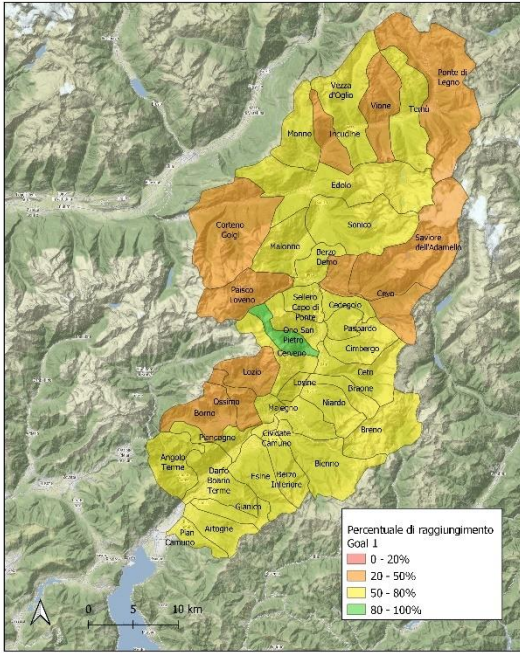 Ponte di
Legno
Vezza
d'Oglio
Vione
Temù
Monno
Incudine
Edolo
Corteno
Golgi
Sonico
Malonno
Saviore
dell'Adamello
Berzo
Demo
Paisco
Loveno
Cevo
Sellero
Capo di
Ponte
Cedegolo
Paspardo
Ono San
Pietro
Cimbergo
Cerveno
Lozio
Ceto
Losine
Braone
Ossimo
Niardo
Borno
Malegno
Breno
Piancogno
Cividate
Camuno
Angolo
Terme
Bienno
Darfo
Boario
Terme
Esine
Berzo
Inferiore
Gianico
Artogne
Pian
Camuno
Percentuale di raggiungimento
Goal 1
0 - 20%
20 - 50%
50 - 80%
80 - 100%
0 5 10 km